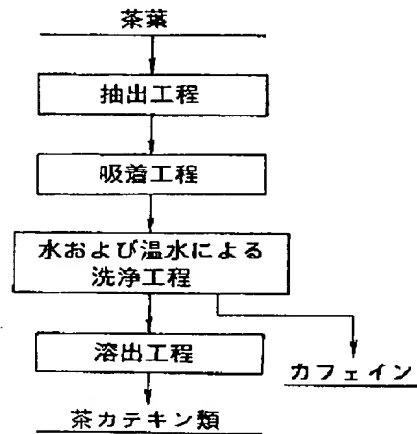 茶葉
抽出工程
吸着工程
水および温水による
洗浄工程
溶出工程
カフェイン
茶カテキン類